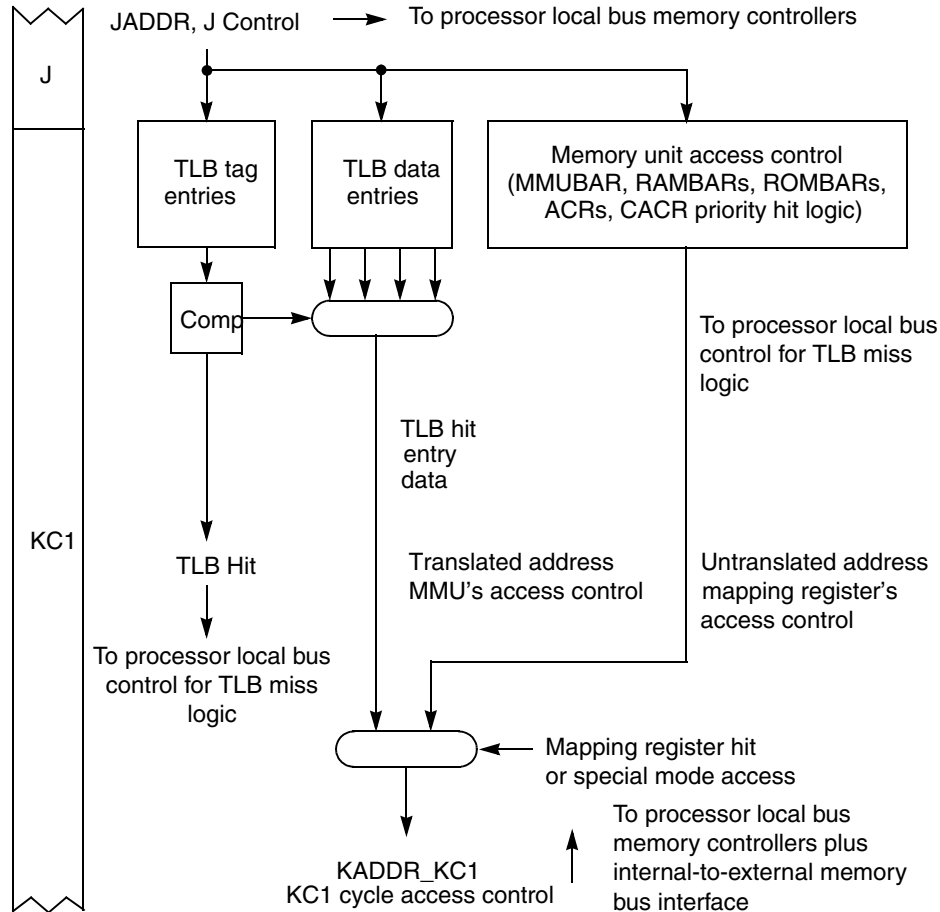 JADDR, J Control
To processor local bus memory controllers
J
TLB tag
entries
TLB data
entries
Memory unit access control
(MMUBAR, RAMBARs, ROMBARs,
ACRs, CACR priority hit logic)
Comp
To processor local bus
control for TLB miss
logic
TLB hit
entry
data
KC1
TLB Hit
Translated address
MMU's access control
Untranslated address
mapping register's
access control
To processor local bus
control for TLB miss
logic
Mapping register hit
or special mode access
KADDR_KC1
KC1 cycle access control
To processor local bus
memory controllers plus
internal-to-external memory
bus interface